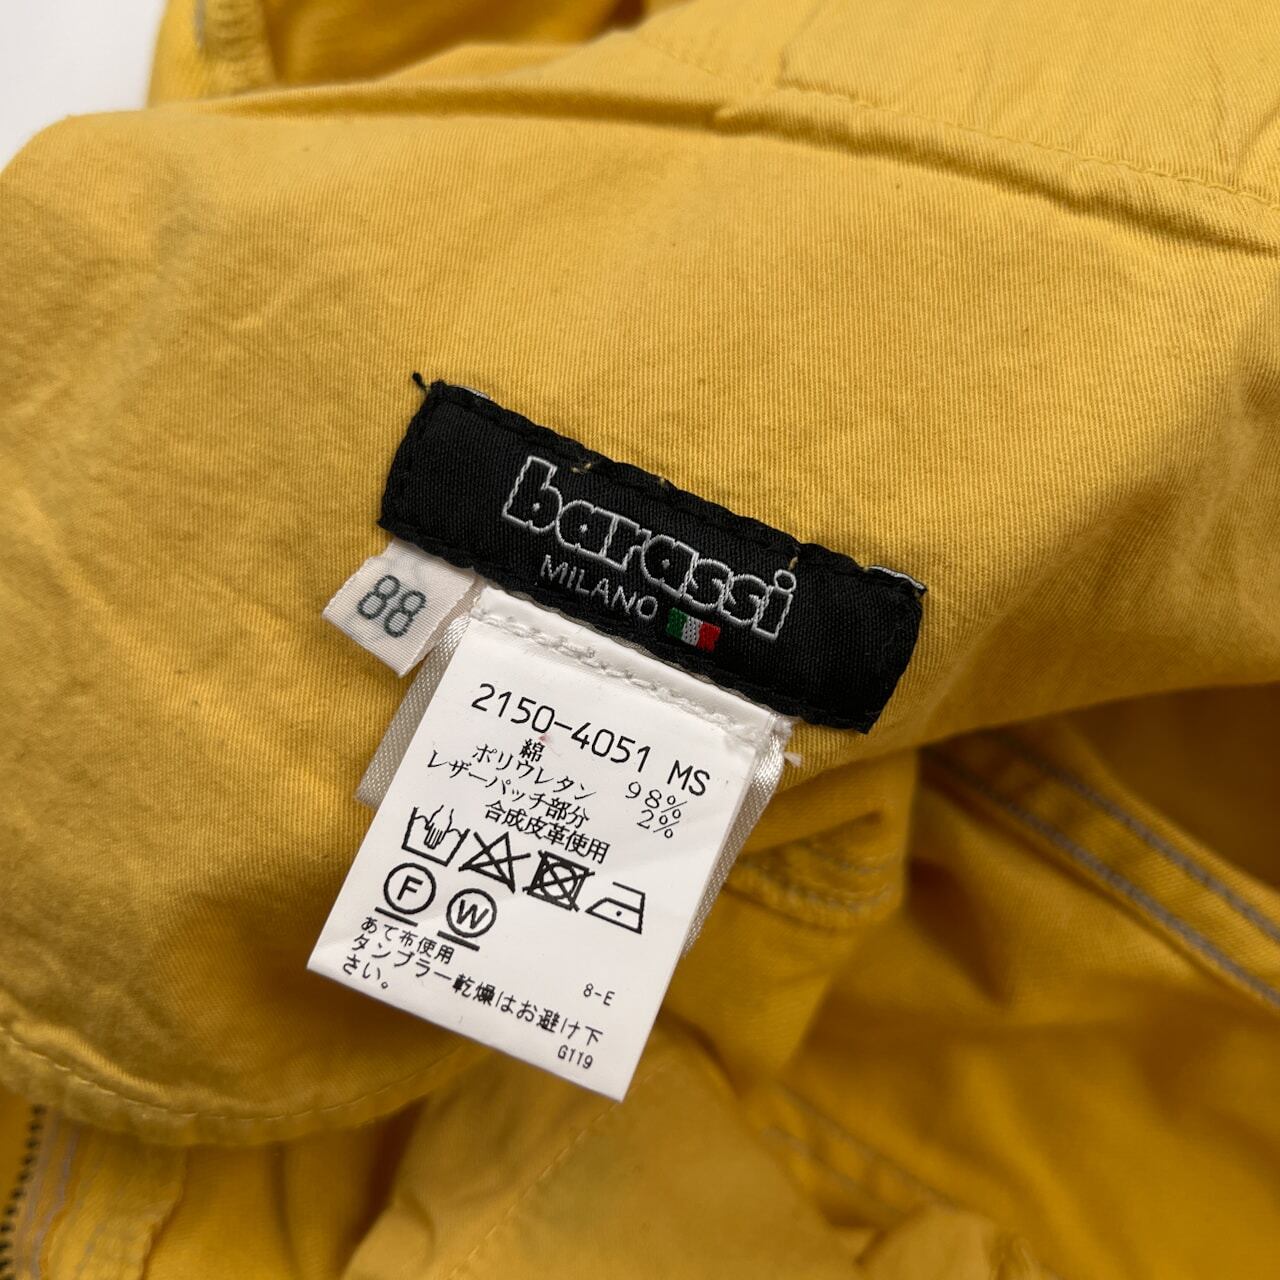 barassi
MILANO
88
2150-4051 MS
綿 98%
ポリウレタン 2%
レザーパッチ部分
合成皮革使用
F W
あて布使用
タンブラー乾燥はお避け下
さい。
8-E
G119